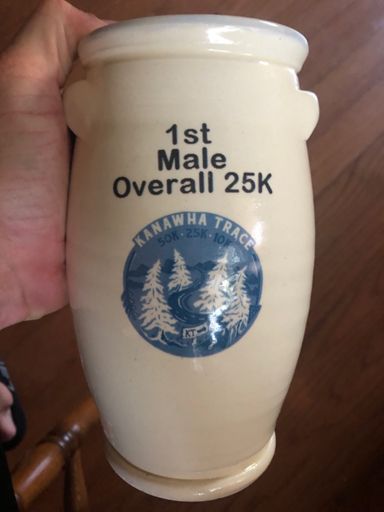 1st
Male
Overall 25K
KANAWHA TRACE
50K · 25K · 10K
KT